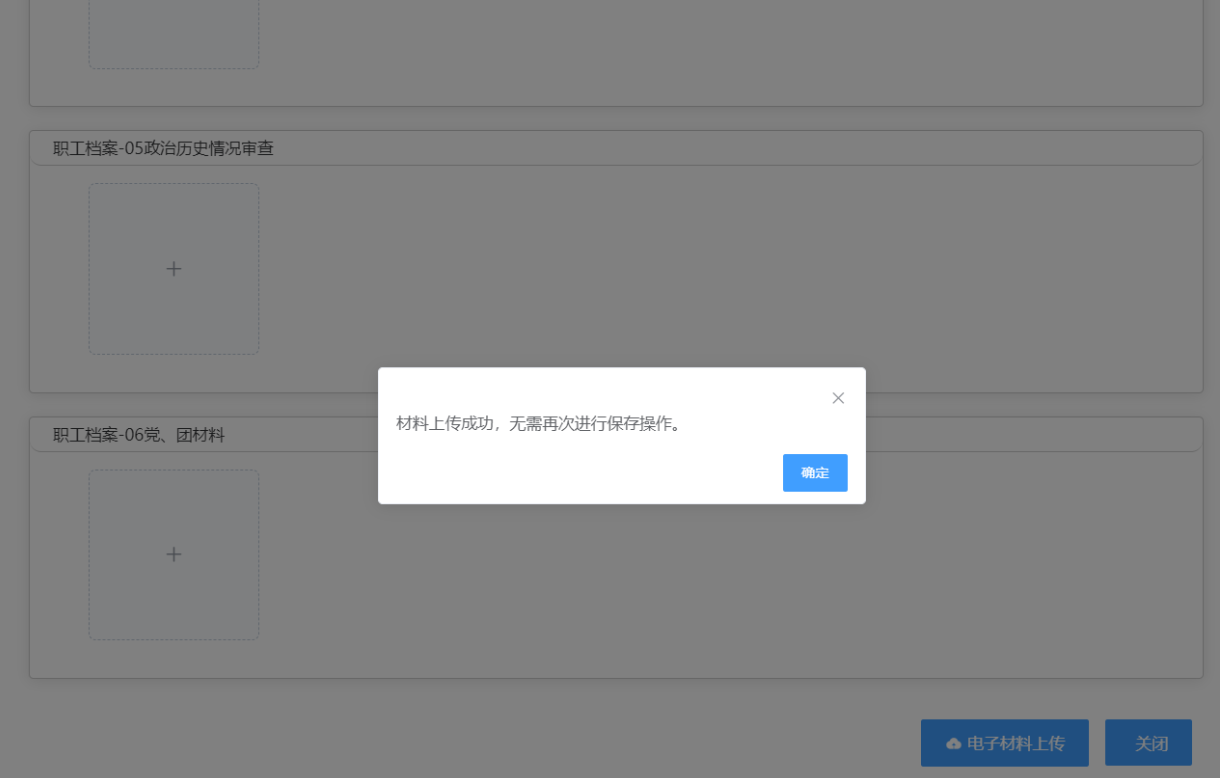 职工档案-05政治历史情况审查
材料上传成功，无需再次进行保存操作。
确定
职工档案-06党、团材料
电子材料上传
关闭